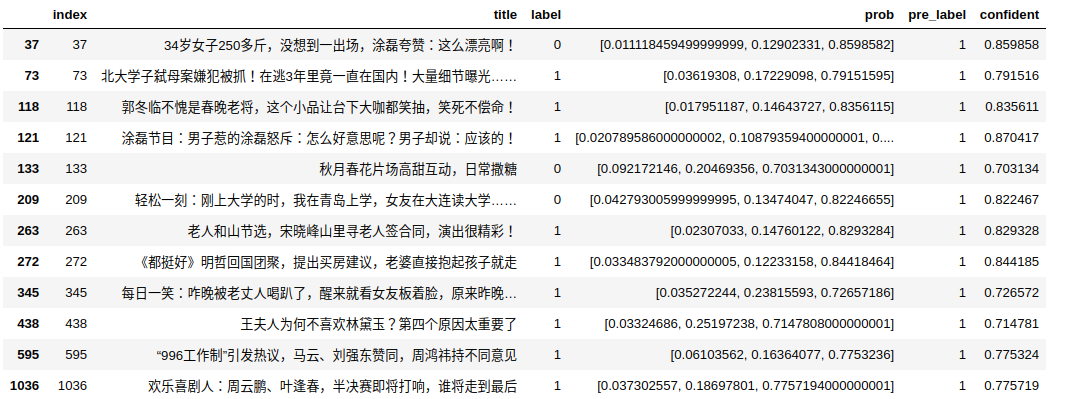 index title label prob pre_label confident
37 37 34岁女子250多斤，没想到一出场，涂磊夸赞：这么漂亮啊！ 0 [0.011118459499999999, 0.12902331, 0.8598582] 1 0.859858
73 73 北大学子弑母案嫌犯被抓！在逃3年里竟一直在国内！大量细节曝光…… 1 [0.03619308, 0.17229098, 0.79151595] 1 0.791516
118 118 郭冬临不愧是春晚老将，这个小品让台下大咖都笑抽，笑死不偿命！ 1 [0.017951187, 0.14643727, 0.8356115] 1 0.835611
121 121 涂磊节目：男子惹的涂磊怒斥：怎么好意思呢？男子却说：应该的！ 1 [0.020789586000000002, 0.10879359400000001, 0.... 1 0.870417
133 133 秋月春花片场高甜互动，日常撒糖 0 [0.092172146, 0.20469356, 0.7031343000000001] 1 0.703134
209 209 轻松一刻：刚上大学的时，我在青岛上学，女友在大连读大学…… 0 [0.042793005999999995, 0.13474047, 0.82246655] 1 0.822467
263 263 老人和山节选，宋晓峰山里寻老人签合同，演出很精彩！ 1 [0.02307033, 0.14760122, 0.8293284] 1 0.829328
272 272 《都挺好》明哲回国团聚，提出买房建议，老婆直接抱起孩子就走 1 [0.033483792000000005, 0.12233158, 0.84418464] 1 0.844185
345 345 每日一笑：咋晚被老丈人喝趴了，醒来就看女友板着脸，原来昨晚… 1 [0.035272244, 0.23815593, 0.72657186] 1 0.726572
438 438 王夫人为何不喜欢林黛玉？第四个原因太重要了 1 [0.03324686, 0.25197238, 0.7147808000000001] 1 0.714781
595 595 “996工作制”引发热议，马云、刘强东赞同，周鸿祎持不同意见 1 [0.06103562, 0.16364077, 0.7753236] 1 0.775324
1036 1036 欢乐喜剧人：周云鹏、叶逢春，半决赛即将打响，谁将走到最后 1 [0.037302557, 0.18697801, 0.7757194000000001] 1 0.775719